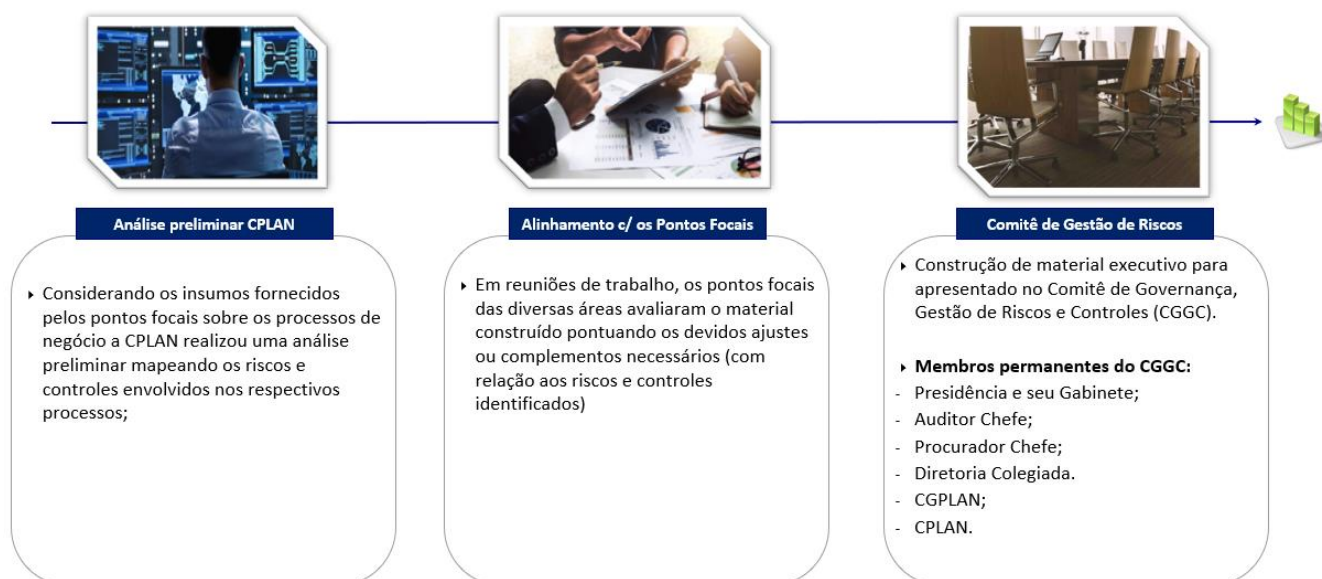 Análise preliminar CPLAN
▸ Considerando os insumos fornecidos
pelos pontos focais sobre os processos de
negócio a CPLAN realizou uma análise
preliminar mapeando os riscos e
controles envolvidos nos respectivos
processos;
Alinhamento c/ os Pontos Focais
▸ Em reuniões de trabalho, os pontos focais
das diversas áreas avaliaram o material
construído pontuando os devidos ajustes
ou complementos necessários (com
relação aos riscos e controles
identificados)
Comitê de Gestão de Riscos
▸ Construção de material executivo para
apresentado no Comitê de Governança,
Gestão de Riscos e Controles (CGGC).
▸ Membros permanentes do CGGC:
- Presidência e seu Gabinete;
- Auditor Chefe;
- Procurador Chefe;
- Diretoria Colegiada.
- CGPLAN;
- CPLAN.